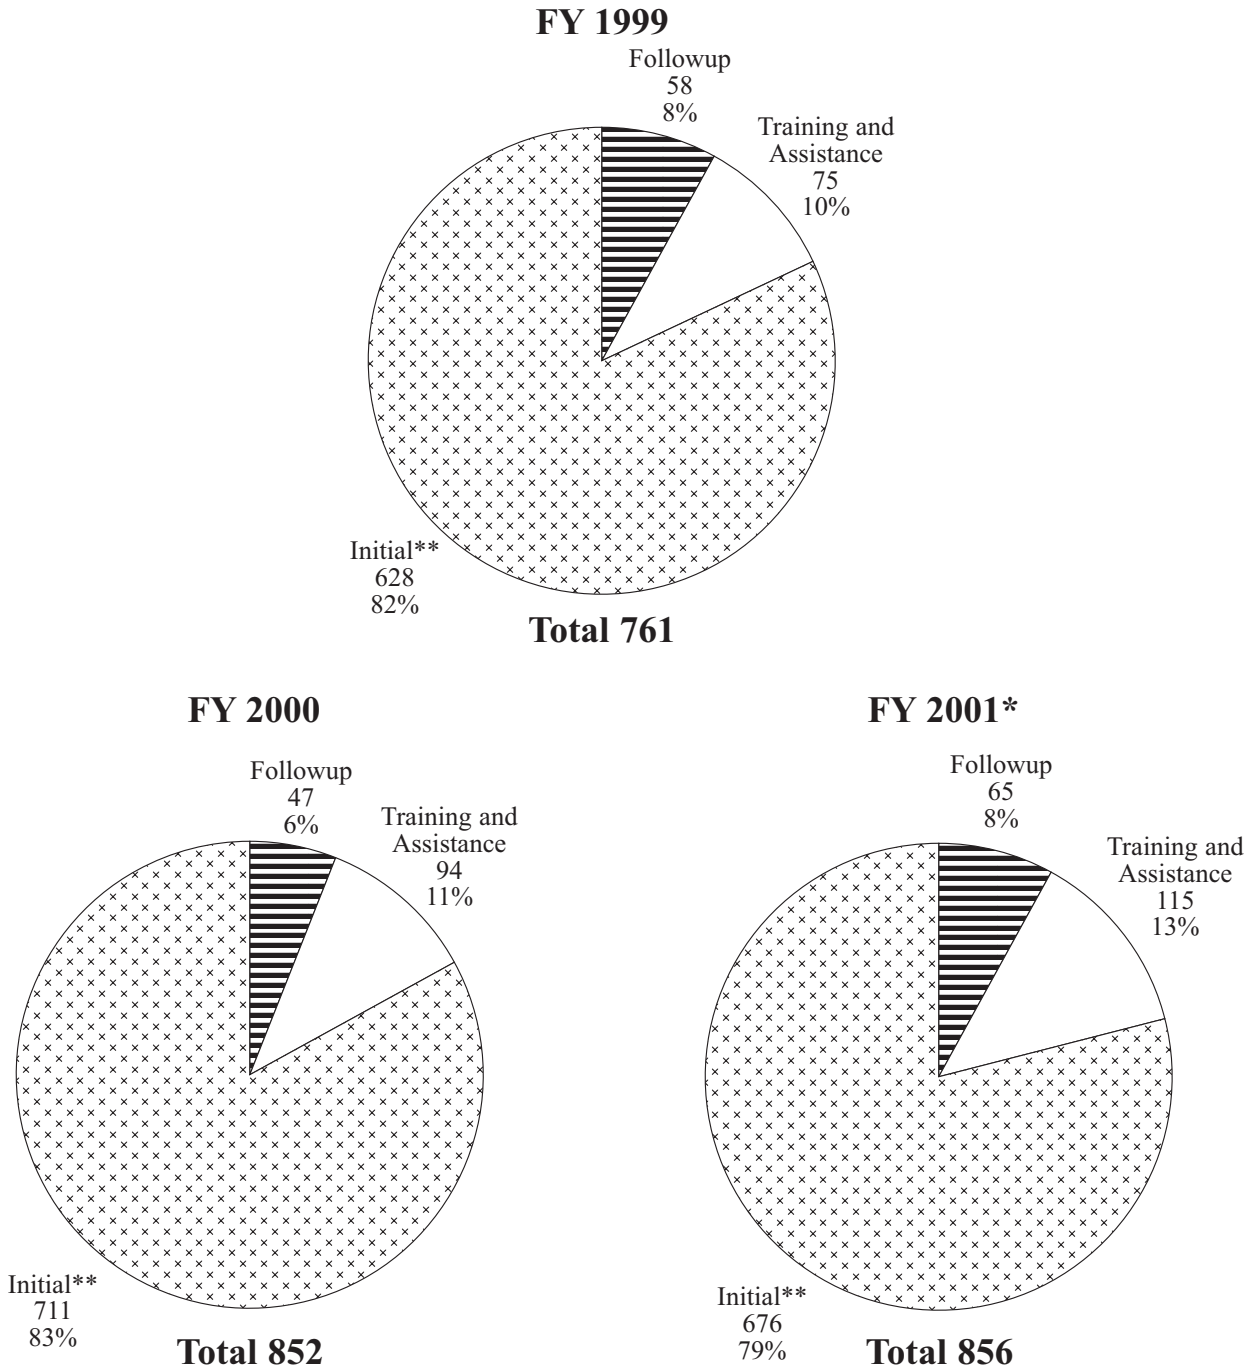 FY 1999
Followup
58
8%
Training and
Assistance
75
10%
Initial**
628
82%
Total 761
FY 2000
Followup
47
6%
Training and
Assistance
94
11%
Initial**
711
83%
Total 852
FY 2001*
Followup
65
8%
Training and
Assistance
115
13%
Initial**
676
79%
Total 856